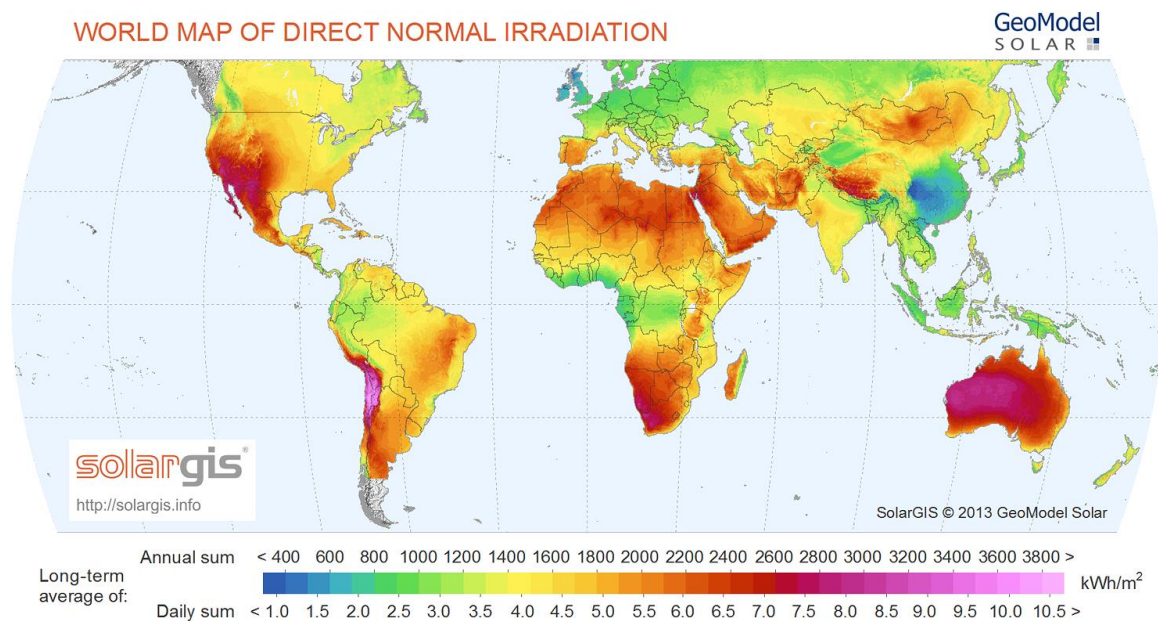 WORLD MAP OF DIRECT NORMAL IRRADIATION
GeoModel
SOLAR
solargis®
http://solargis.info
SolarGIS © 2013 GeoModel Solar
Annual sum < 400 600 800 1000 1200 1400 1600 1800 2000 2200 2400 2600 2800 3000 3200 3400 3600 3800 >
Long-term
average of:
kWh/m²
Daily sum < 1.0 1.5 2.0 2.5 3.0 3.5 4.0 4.5 5.0 5.5 6.0 6.5 7.0 7.5 8.0 8.5 9.0 9.5 10.0 10.5 >